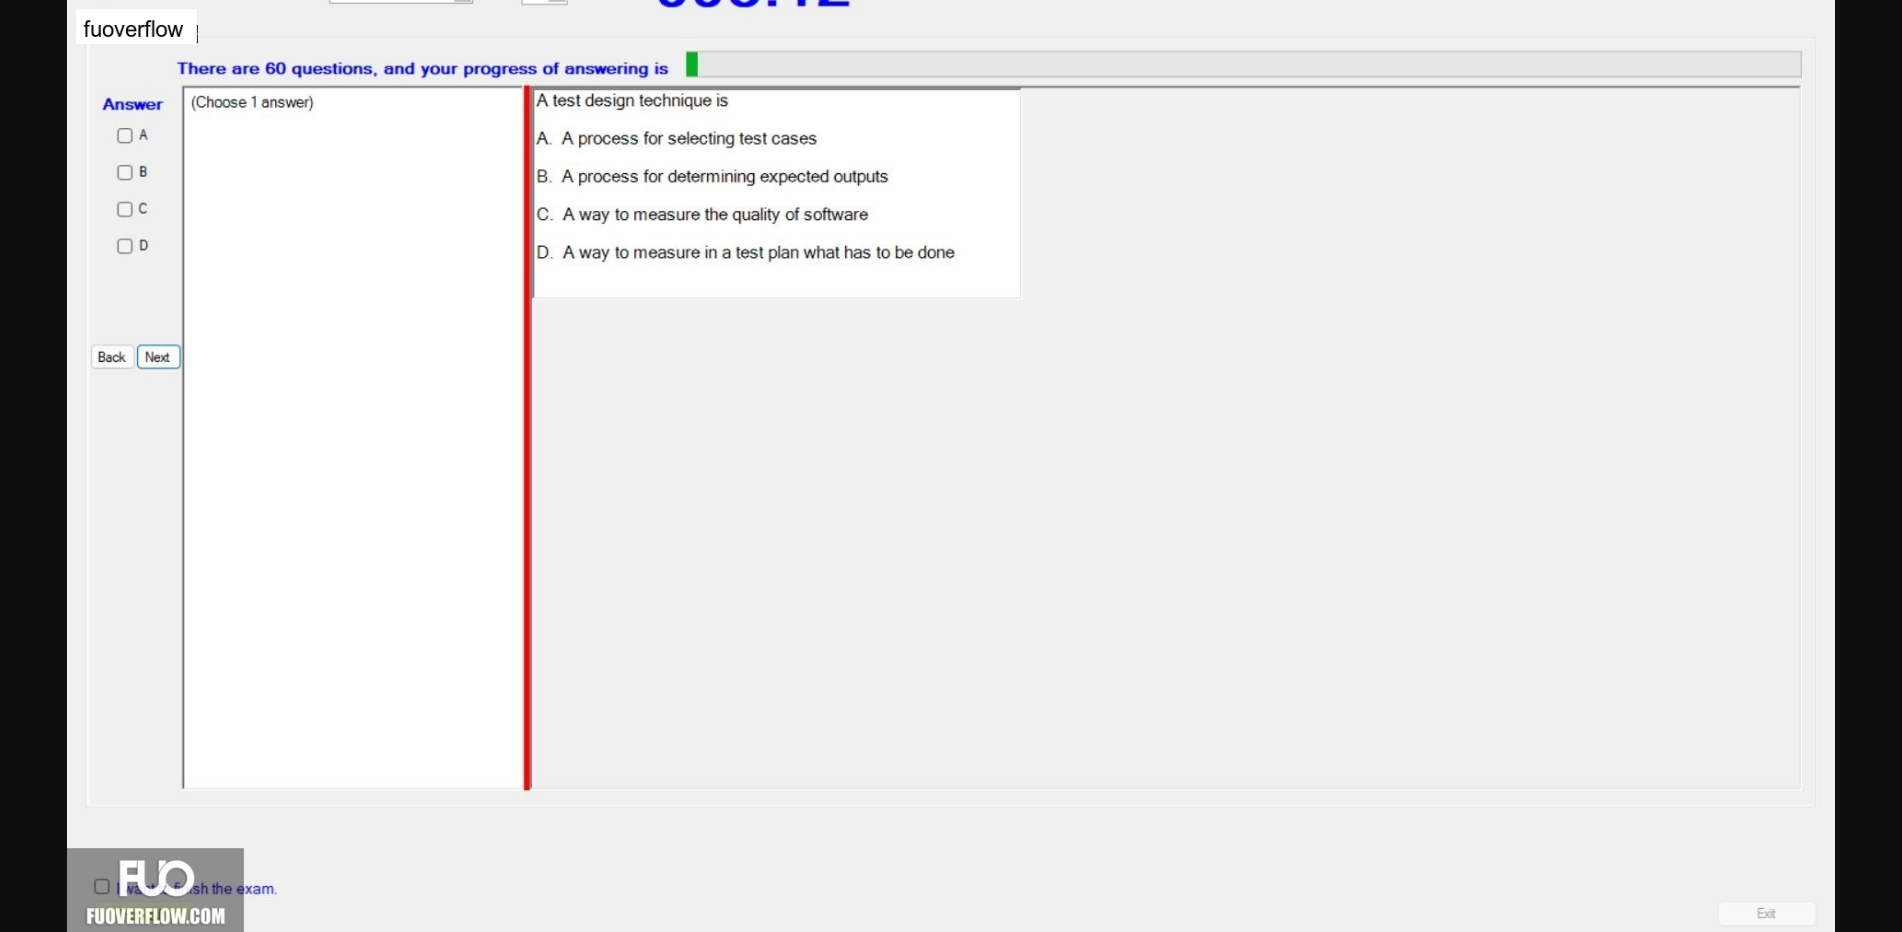 fuoverflow
There are 60 questions, and your progress of answering is
Answer
(Choose 1 answer)
A
B
C
D
Back
Next
A test design technique is
A. A process for selecting test cases
B. A process for determining expected outputs
C. A way to measure the quality of software
D. A way to measure in a test plan what has to be done
FUO
sh the exam.
FUOVERFLOW.COM
Exit